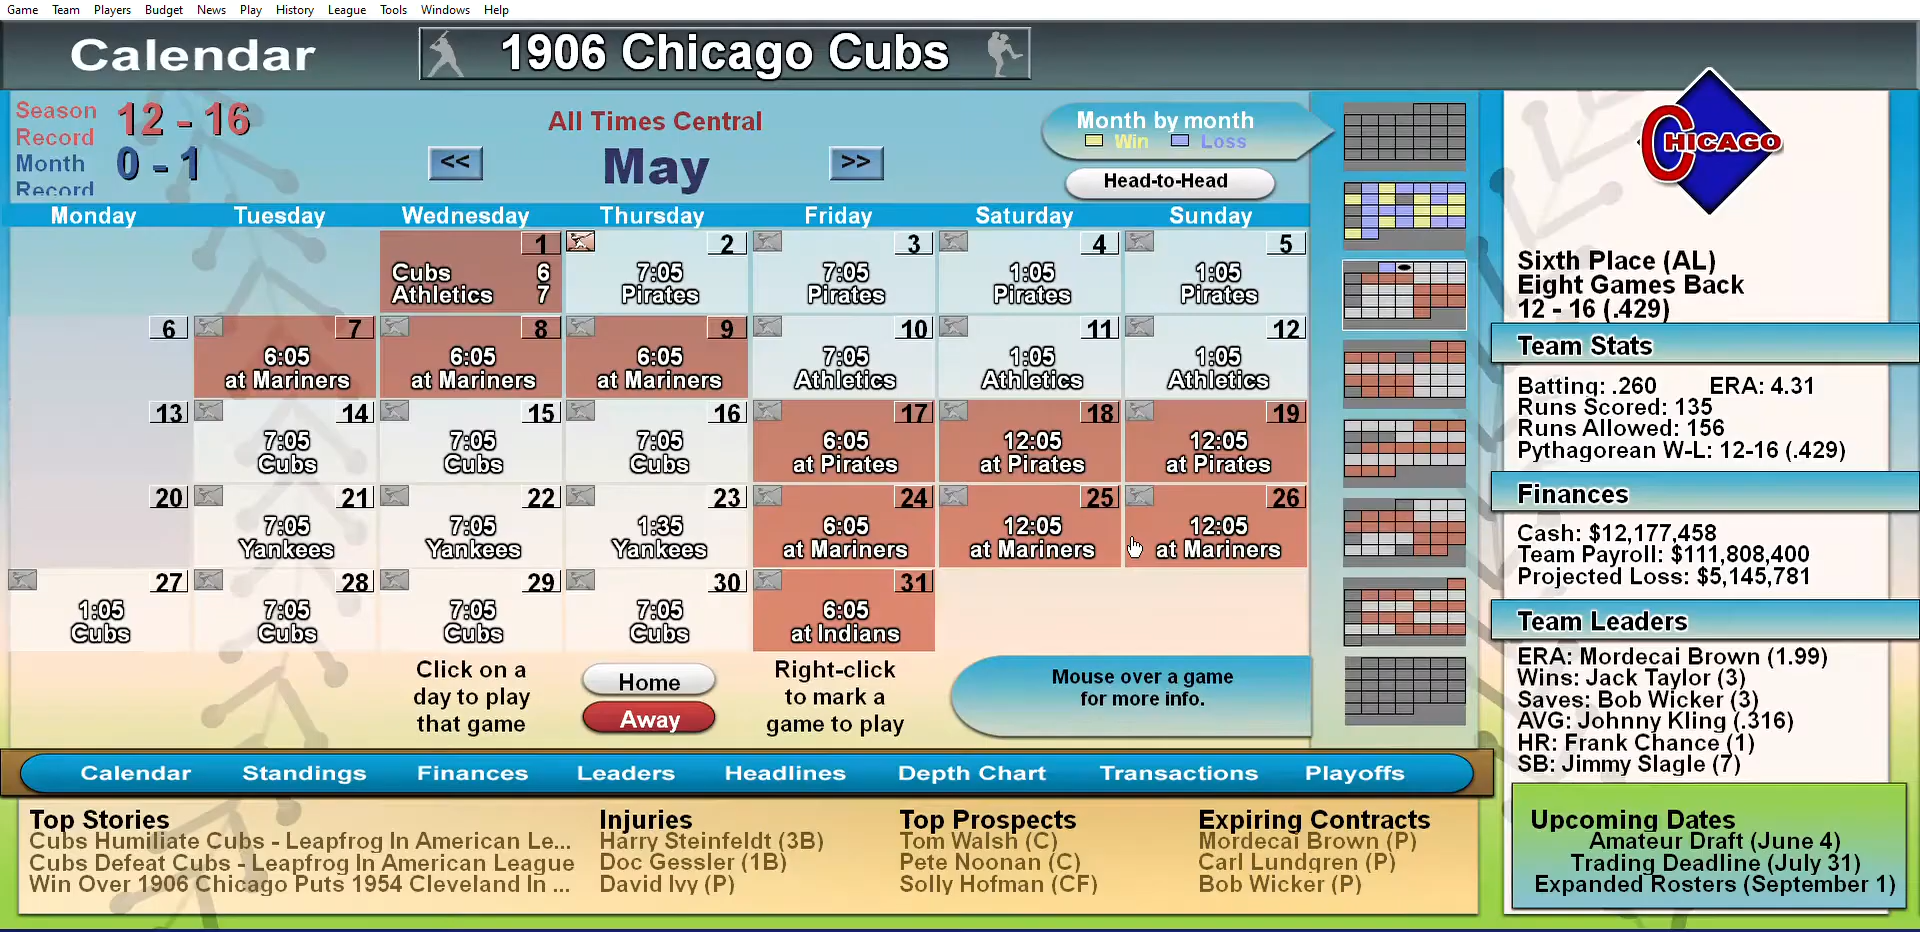 Game Team Players Budget News Play History League Tools Windows Help
Calendar
1906 Chicago Cubs
Season Record 12 - 16
Month Record 0 - 1
All Times Central
<< May >>
Month by month
Win Loss
Head-to-Head
Monday Tuesday Wednesday Thursday Friday Saturday Sunday
1 2 3 4 5
Cubs 6 7:05 7:05 1:05 1:05
Athletics 7 Pirates Pirates Pirates Pirates
6 7 8 9 10 11 12
6:05 6:05 6:05 7:05 1:05 1:05
at Mariners at Mariners at Mariners Athletics Athletics Athletics
13 14 15 16 17 18 19
7:05 7:05 7:05 6:05 12:05 12:05
Cubs Cubs Cubs at Pirates at Pirates at Pirates
20 21 22 23 24 25 26
7:05 7:05 1:35 6:05 12:05 12:05
Yankees Yankees Yankees at Mariners at Mariners at Mariners
27 28 29 30 31
1:05 7:05 7:05 7:05 6:05
Cubs Cubs Cubs Cubs at Indians
Click on a
day to play
that game
Home
Away
Right-click
to mark a
game to play
Mouse over a game
for more info.
CHICAGO
Sixth Place (AL)
Eight Games Back
12 - 16 (.429)
Team Stats
Batting: .260 ERA: 4.31
Runs Scored: 135
Runs Allowed: 156
Pythagorean W-L: 12-16 (.429)
Finances
Cash: $12,177,458
Team Payroll: $111,808,400
Projected Loss: $5,145,781
Team Leaders
ERA: Mordecai Brown (1.99)
Wins: Jack Taylor (3)
Saves: Bob Wicker (3)
AVG: Johnny Kling (.316)
HR: Frank Chance (1)
SB: Jimmy Slagle (7)
Calendar Standings Finances Leaders Headlines Depth Chart Transactions Playoffs
Top Stories
Cubs Humiliate Cubs - Leapfrog In American Le...
Cubs Defeat Cubs - Leapfrog In American League
Win Over 1906 Chicago Puts 1954 Cleveland In ...
Injuries
Harry Steinfeldt (3B)
Doc Gessler (1B)
David Ivy (P)
Top Prospects
Tom Walsh (C)
Pete Noonan (C)
Solly Hofman (CF)
Expiring Contracts
Mordecai Brown (P)
Carl Lundgren (P)
Bob Wicker (P)
Upcoming Dates
Amateur Draft (June 4)
Trading Deadline (July 31)
Expanded Rosters (September 1)